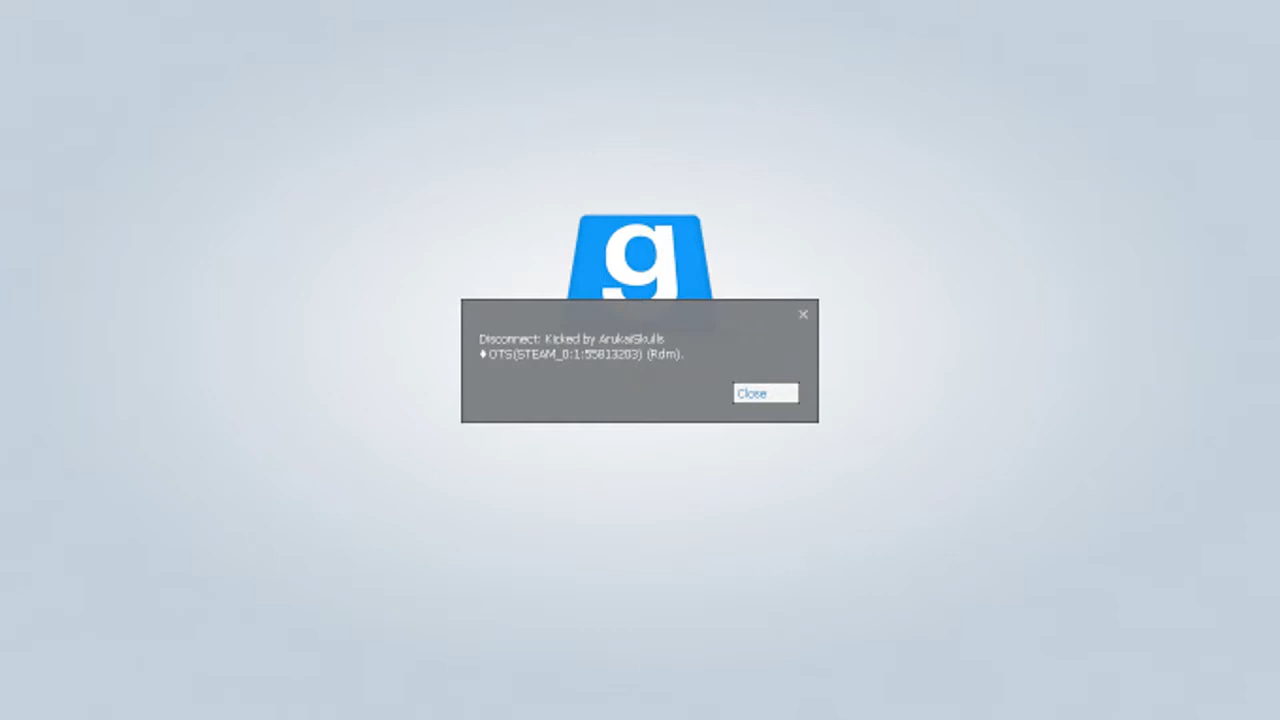 g
Disconnect: Kicked by ArukaiSkulls
♦OTS(STEAM_0:1:55813203) (Rdm).
Close